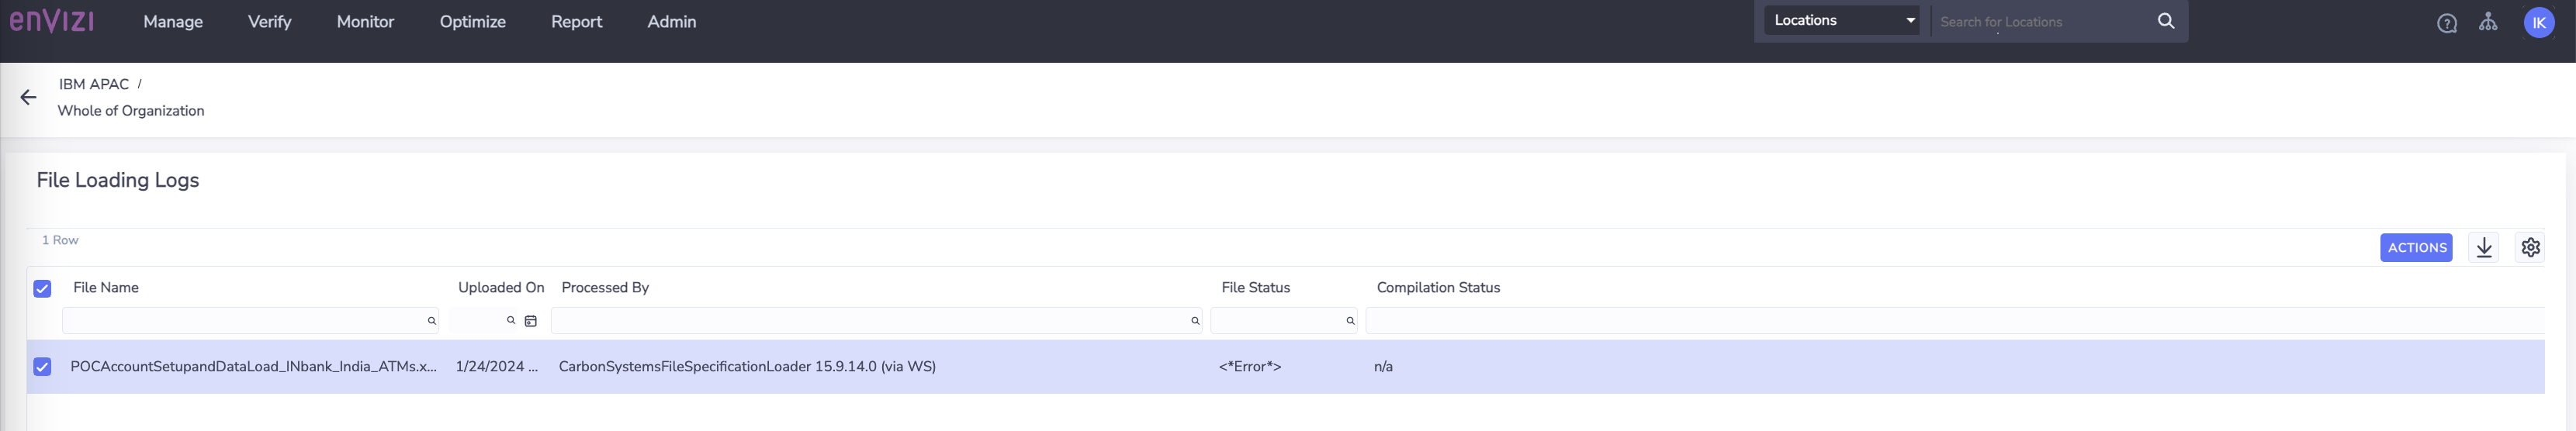 enVIZI Manage Verify Monitor Optimize Report Admin Locations Search for Locations IK
IBM APAC /
Whole of Organization
File Loading Logs
1 Row
ACTIONS
File Name Uploaded On Processed By File Status Compilation Status
POCAccountSetupandDataLoad_INbank_India_ATMs.x... 1/24/2024 ... CarbonSystemsFileSpecificationLoader 15.9.14.0 (via WS) <*Error*> n/a